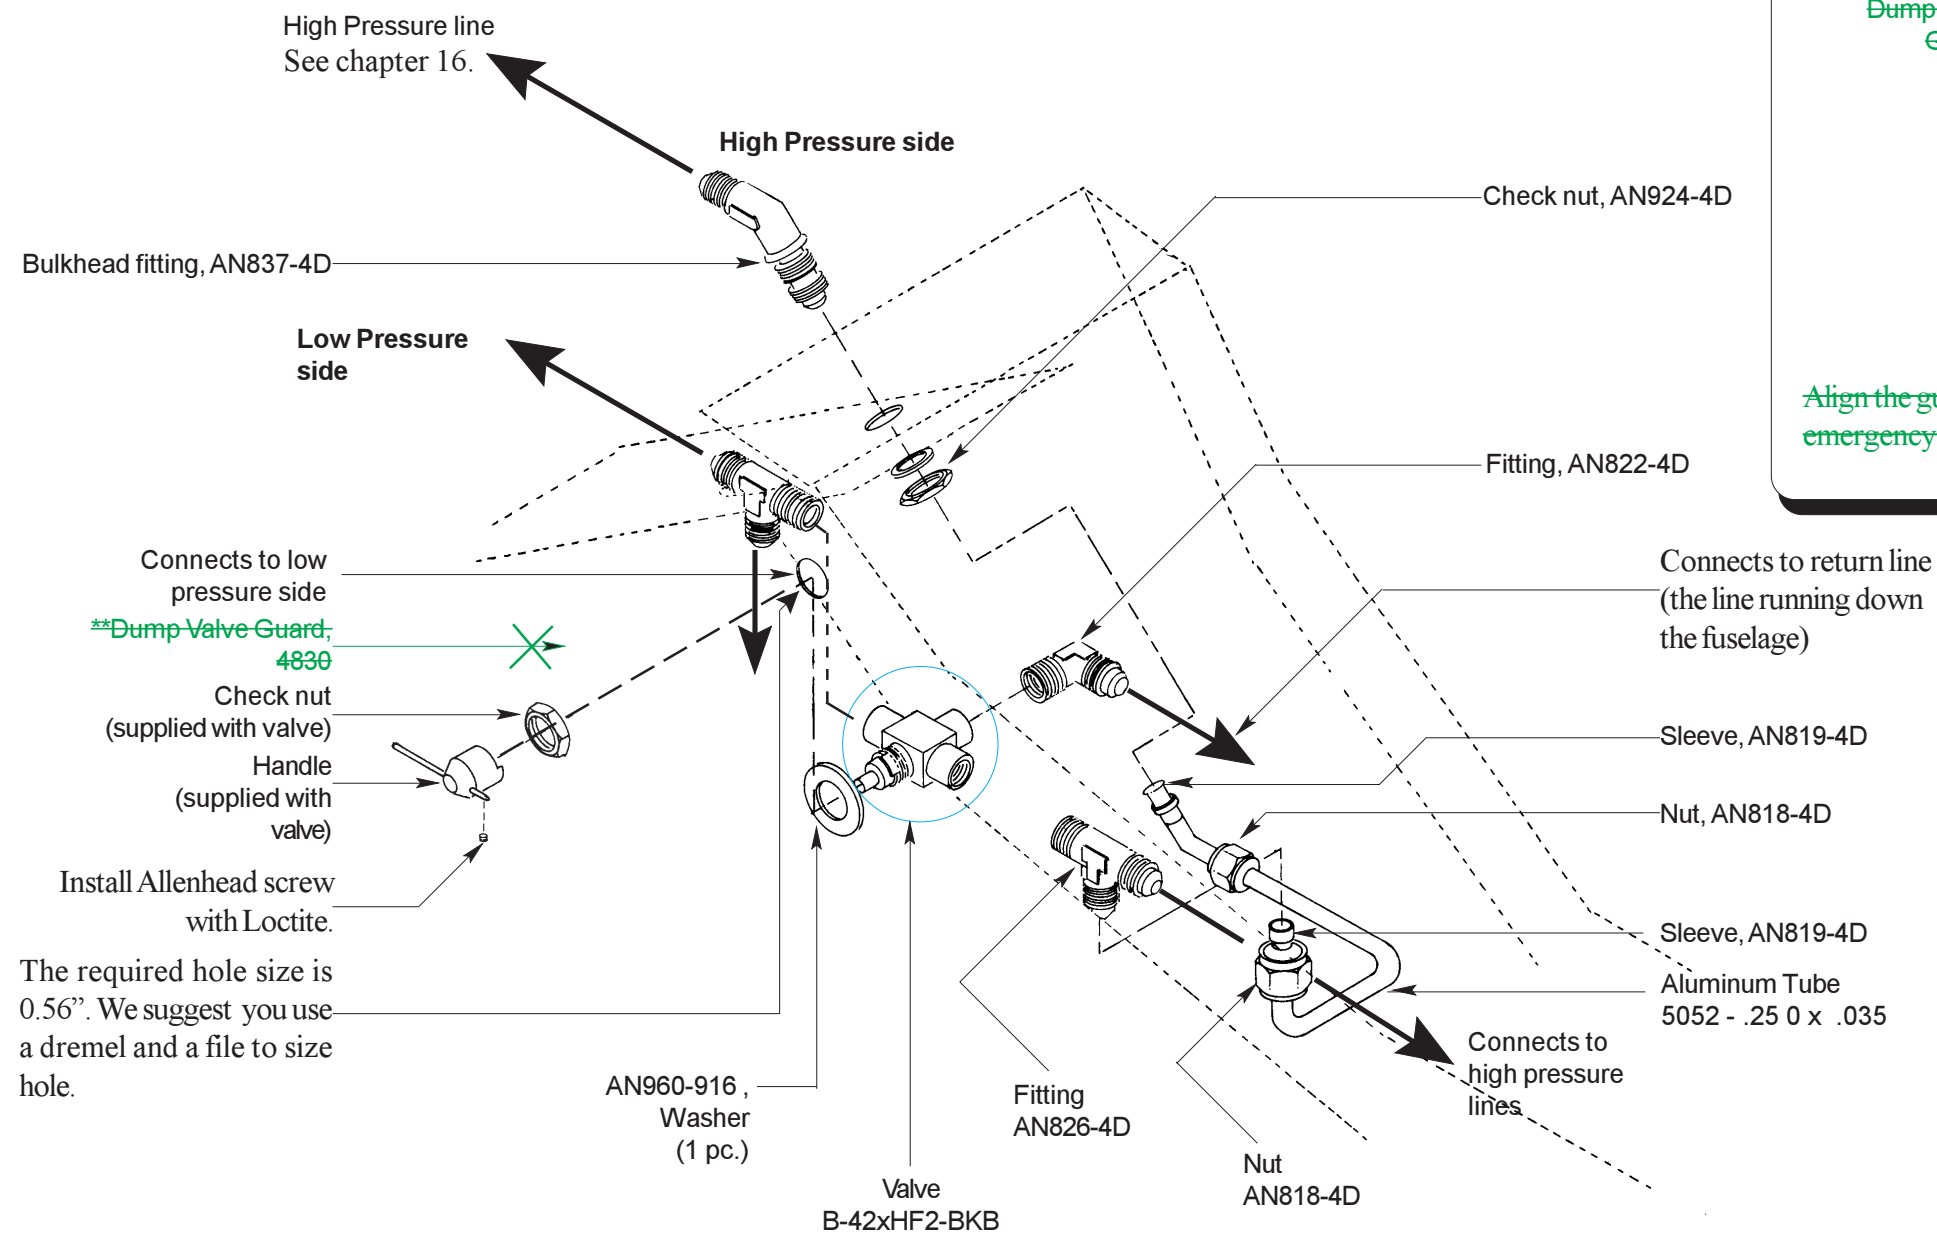 High Pressure line
See chapter 16.
High Pressure side
Check nut, AN924-4D
Bulkhead fitting, AN837-4D
Low Pressure
side
Fitting, AN822-4D
Connects to low
pressure side
**Dump Valve Guard,
4830
Check nut
(supplied with valve)
Handle
(supplied with
valve)
Install Allenhead screw
with Loctite.
The required hole size is
0.56”. We suggest you use
a dremel and a file to size
hole.
AN960-916 ,
Washer
(1 pc.)
Valve
B-42xHF2-BKB
Fitting
AN826-4D
Nut
AN818-4D
Connects to
high pressure
lines
Connects to return line
(the line running down
the fuselage)
Sleeve, AN819-4D
Nut, AN818-4D
Sleeve, AN819-4D
Aluminum Tube
5052 - .25 0 x .035
Dump
Align the
emergency